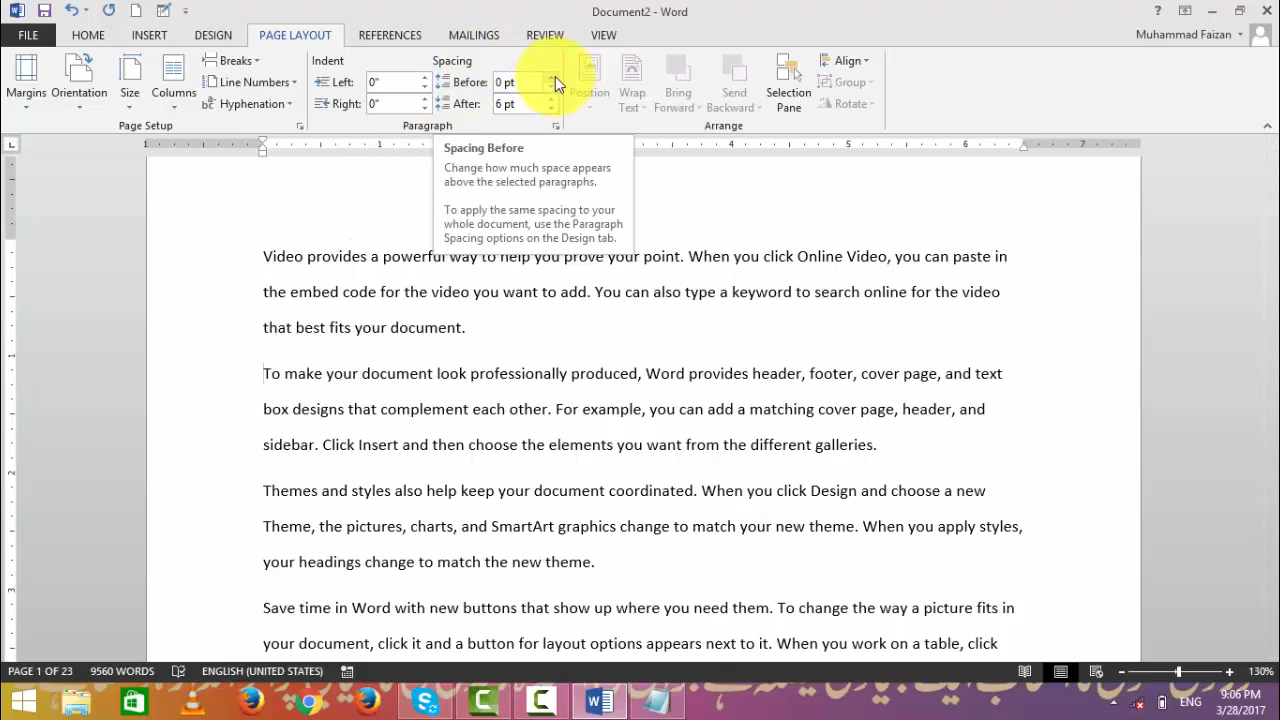 Document2 - Word
?
FILE HOME INSERT DESIGN PAGE LAYOUT REFERENCES MAILINGS REVIEW VIEW Muhammad Faizan
Margins
Orientation
Size
Columns
Breaks
Line Numbers
Hyphenation
Page Setup
Indent
Left: 0"
Right: 0"
Spacing
Before: 0 pt
After: 6 pt
Paragraph
Position
Wrap
Text
Bring
Forward
Send
Backward
Selection
Pane
Align
Group
Rotate
Arrange
1 1 4 5 6 7
Spacing Before
Change how much space appears
above the selected paragraphs.
To apply the same spacing to your
whole document, use the Paragraph
Spacing options on the Design tab.
Video provides a powerful way to help you prove your point. When you click Online Video, you can paste in
the embed code for the video you want to add. You can also type a keyword to search online for the video
that best fits your document.
To make your document look professionally produced, Word provides header, footer, cover page, and text
box designs that complement each other. For example, you can add a matching cover page, header, and
sidebar. Click Insert and then choose the elements you want from the different galleries.
Themes and styles also help keep your document coordinated. When you click Design and choose a new
Theme, the pictures, charts, and SmartArt graphics change to match your new theme. When you apply styles,
your headings change to match the new theme.
Save time in Word with new buttons that show up where you need them. To change the way a picture fits in
your document, click it and a button for layout options appears next to it. When you work on a table, click
1
2
3
PAGE 1 OF 23 9560 WORDS ENGLISH (UNITED STATES) 130%
ENG
9:06 PM
3/28/2017